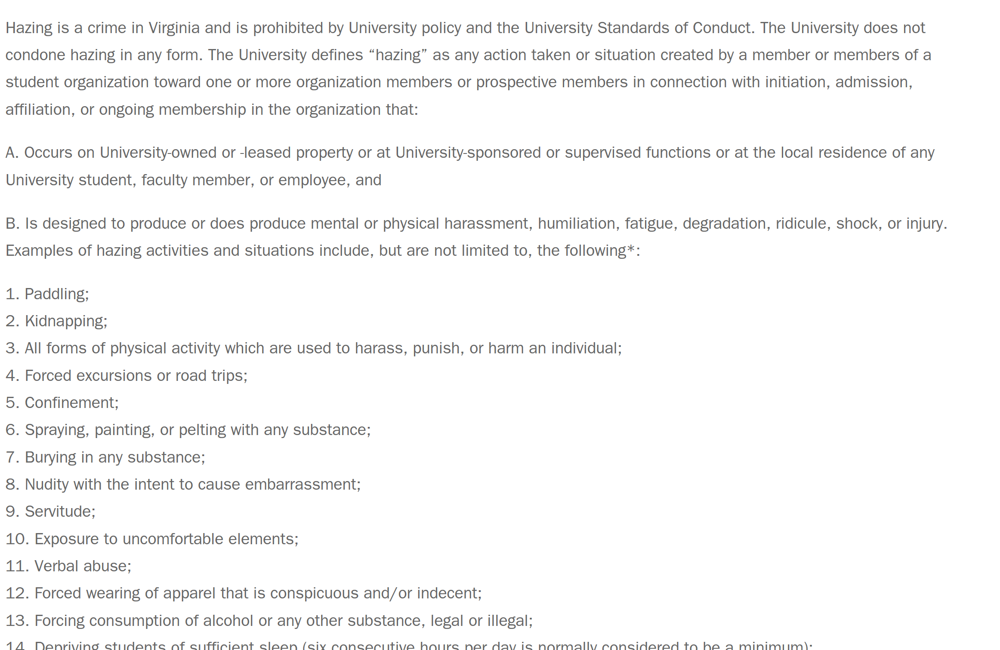 Hazing is a crime in Virginia and is prohibited by University policy and the University Standards of Conduct. The University does not
condone hazing in any form. The University defines “hazing” as any action taken or situation created by a member or members of a
student organization toward one or more organization members or prospective members in connection with initiation, admission,
affiliation, or ongoing membership in the organization that:
A. Occurs on University-owned or -leased property or at University-sponsored or supervised functions or at the local residence of any
University student, faculty member, or employee, and
B. Is designed to produce or does produce mental or physical harassment, humiliation, fatigue, degradation, ridicule, shock, or injury.
Examples of hazing activities and situations include, but are not limited to, the following*:
1. Paddling;
2. Kidnapping;
3. All forms of physical activity which are used to harass, punish, or harm an individual;
4. Forced excursions or road trips;
5. Confinement;
6. Spraying, painting, or pelting with any substance;
7. Burying in any substance;
8. Nudity with the intent to cause embarrassment;
9. Servitude;
10. Exposure to uncomfortable elements;
11. Verbal abuse;
12. Forced wearing of apparel that is conspicuous and/or indecent;
13. Forcing consumption of alcohol or any other substance, legal or illegal;
14. Depriving students of sufficient sleep (six consecutive hours per day is normally considered to be a minimum);